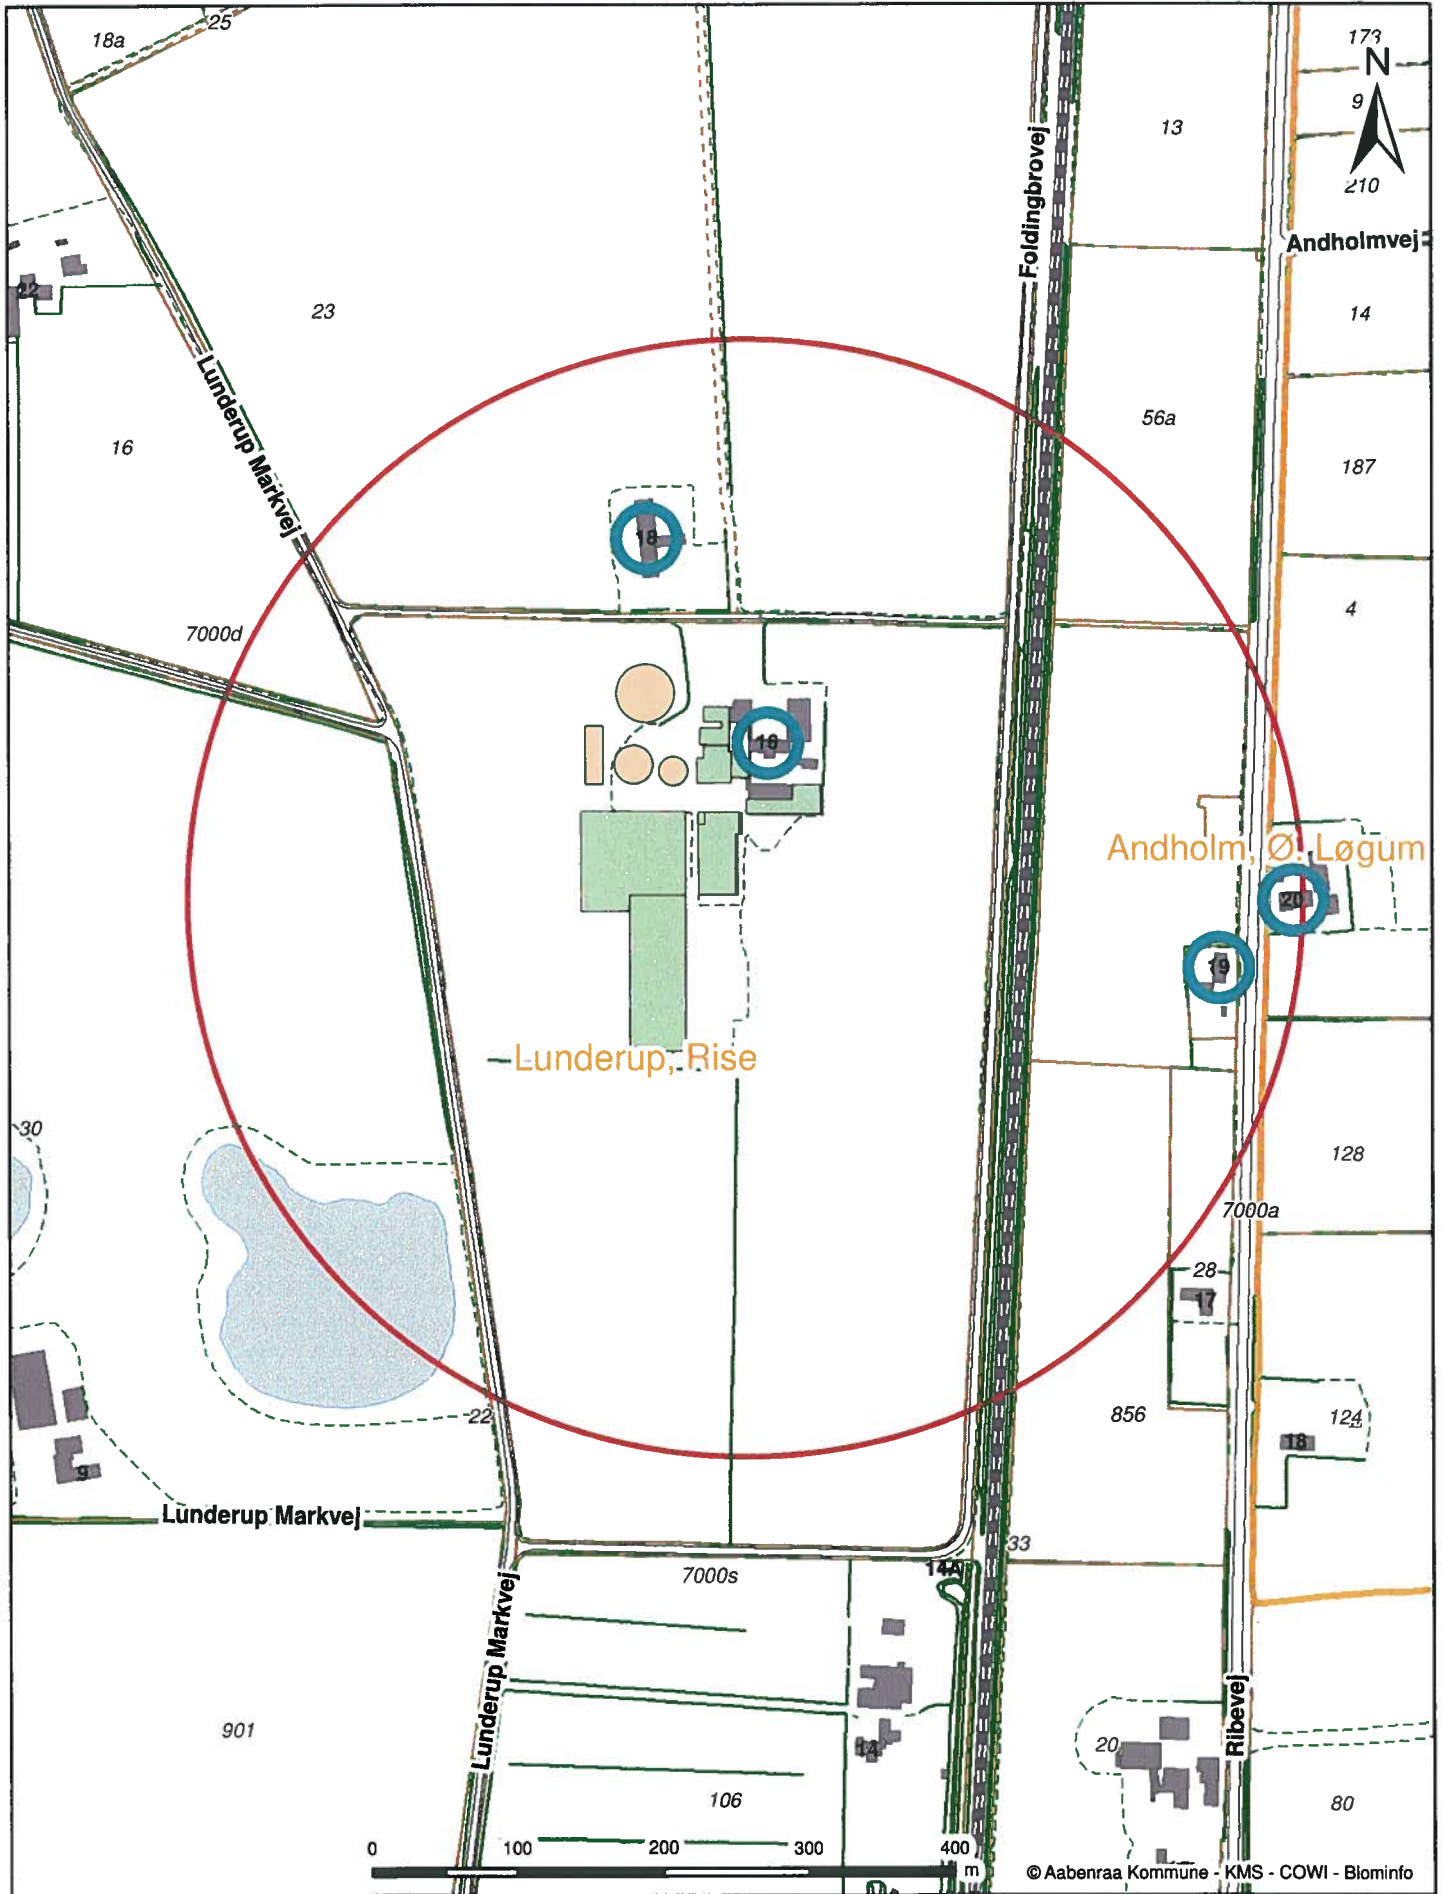 25
18a
173
N
9
13
210
Foldingbrovej
Andholmvej
22
23
14
Lunderup Markvej
56a
16
187
18
4
7000d
16
Andholm, Ø. Løgum
20
19
Lunderup, Rise
30
128
7000a
28
17
22
856
124
18
9
Lunderup Markvej
33
14A
7000s
Lunderup Markvej
Ribevej
901
14
20
106
80
0 100 200 300 400
m
© Aabenraa Kommune - KMS - COWI - Blominfo